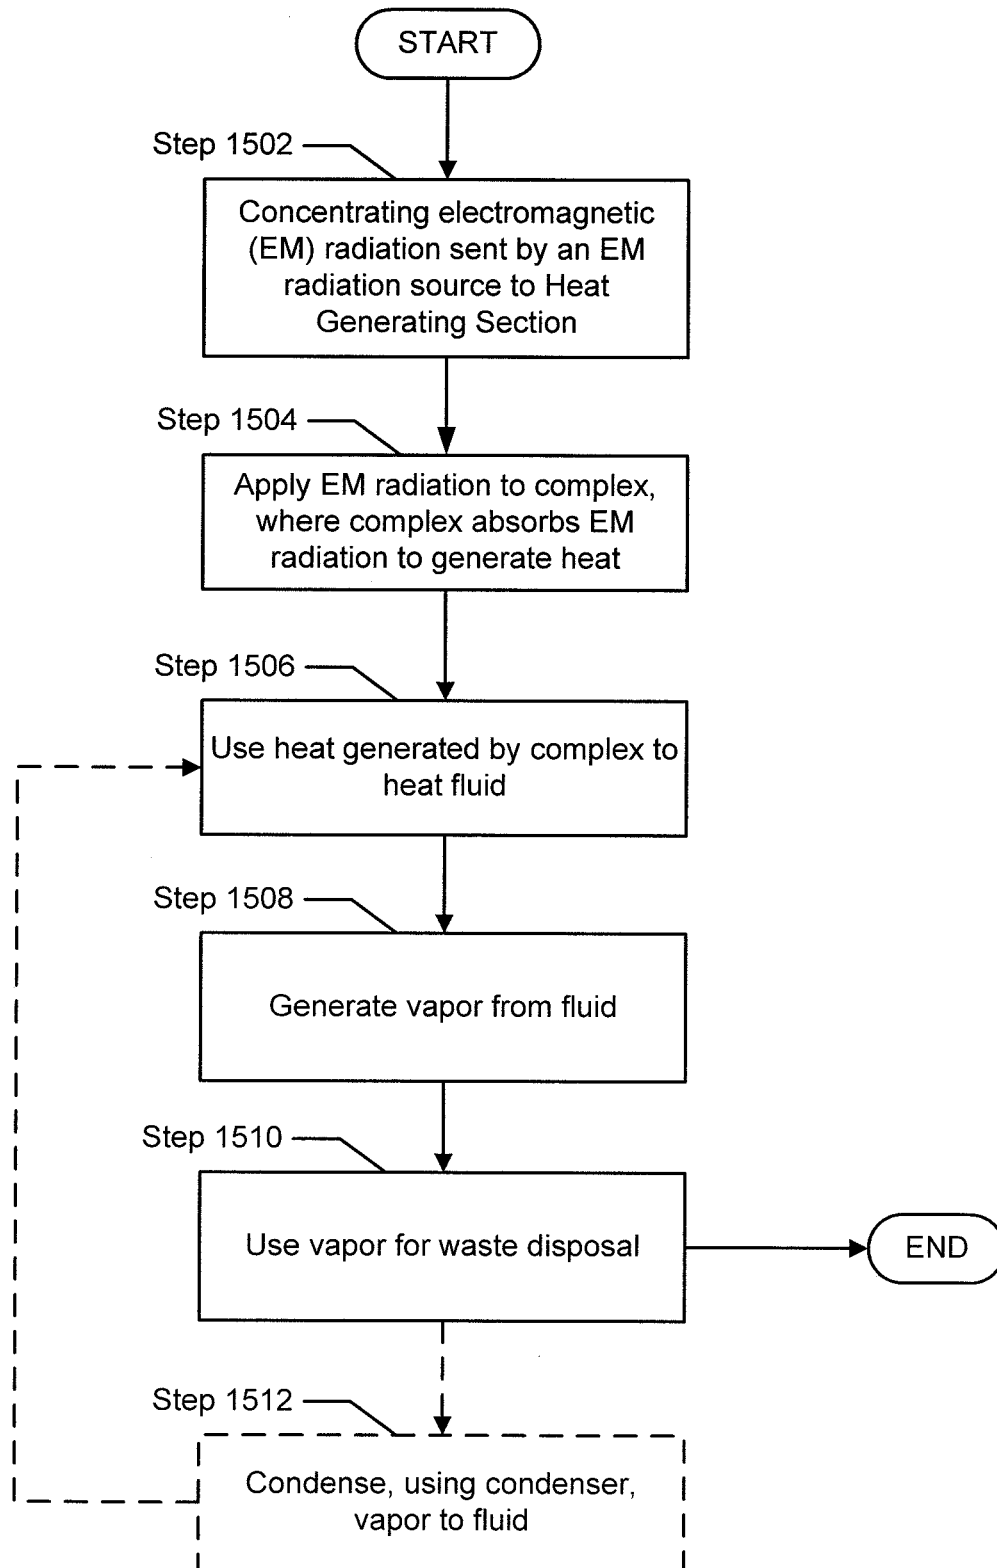 START
Step 1502
Concentrating electromagnetic
(EM) radiation sent by an EM
radiation source to Heat
Generating Section
Step 1504
Apply EM radiation to complex,
where complex absorbs EM
radiation to generate heat
Step 1506
Use heat generated by complex to
heat fluid
Step 1508
Generate vapor from fluid
Step 1510
Use vapor for waste disposal
END
Step 1512
Condense, using condenser,
vapor to fluid